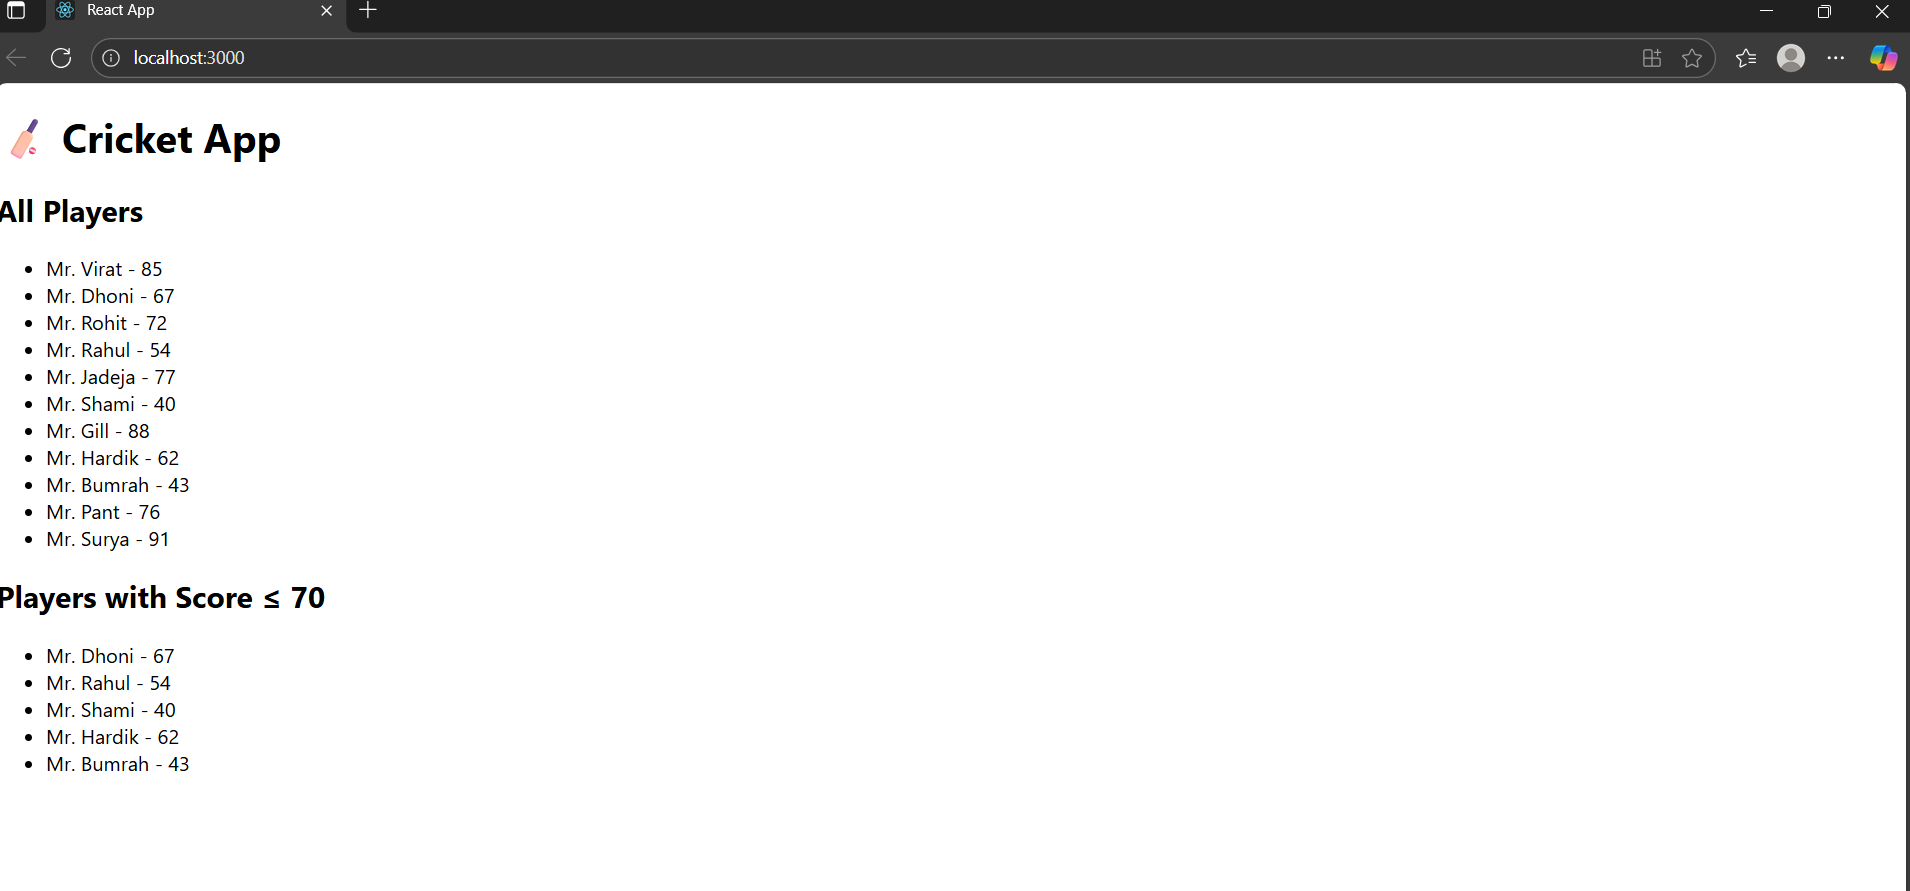 React App
localhost:3000
Cricket App
All Players
Mr. Virat - 85
Mr. Dhoni - 67
Mr. Rohit - 72
Mr. Rahul - 54
Mr. Jadeja - 77
Mr. Shami - 40
Mr. Gill - 88
Mr. Hardik - 62
Mr. Bumrah - 43
Mr. Pant - 76
Mr. Surya - 91
Players with Score ≤ 70
Mr. Dhoni - 67
Mr. Rahul - 54
Mr. Shami - 40
Mr. Hardik - 62
Mr. Bumrah - 43